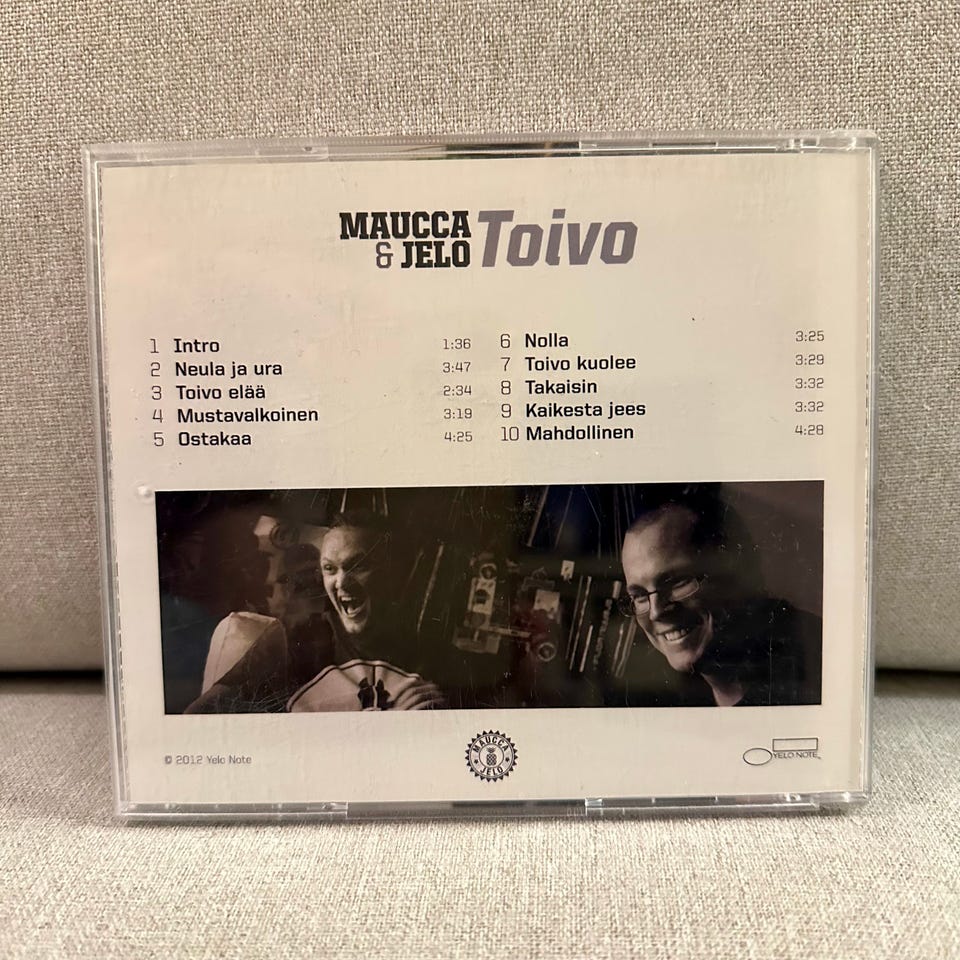 MAUCCA
& JELO
Toivo
1 Intro 1:36
2 Neula ja ura 3:47
3 Toivo elää 2:34
4 Mustavalkoinen 3:19
5 Ostakaa 4:25
6 Nolla 3:25
7 Toivo kuolee 3:29
8 Takaisin 3:32
9 Kaikesta jees 3:32
10 Mahdollinen 4:28
© 2012 Yelo Note
MAUCCA
JELO
YELO NOTE